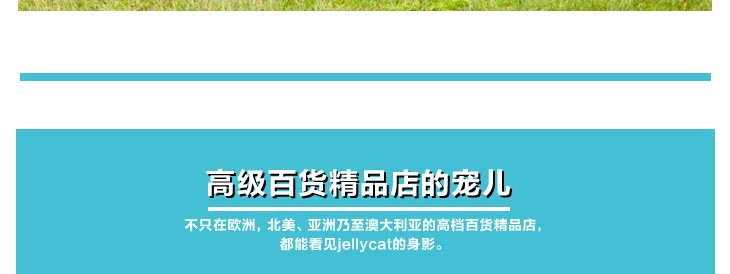 高级百货精品店的宠儿
不只在欧洲，北美、亚洲乃至澳大利亚的高档百货精品店，
都能看见jellycat的身影。